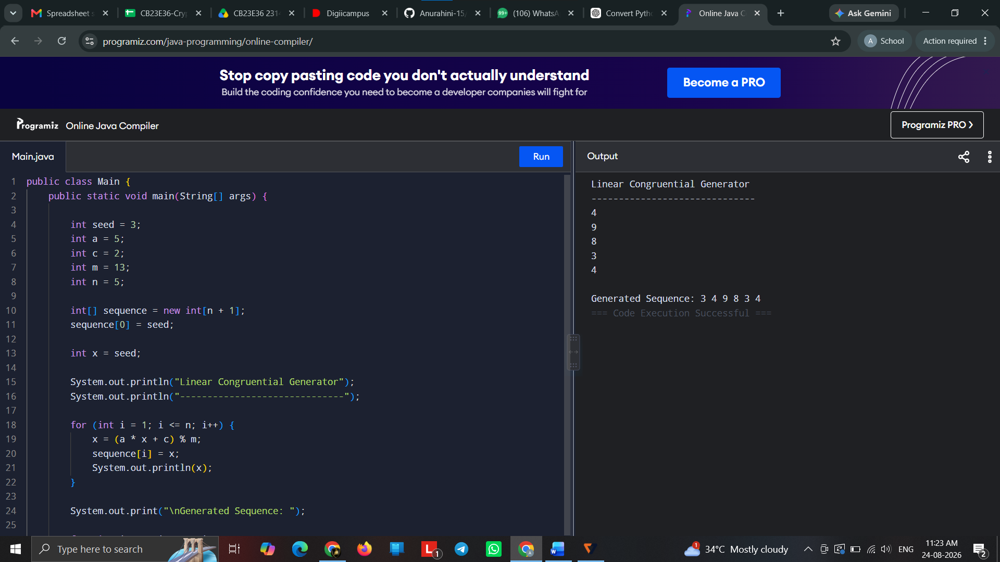 Spreadsheet s
CB23E36-Cryp
CB23E36 231
Digiicampus
Anurahini-15/
(106) WhatsA
Convert Pytho
Online Java C
Ask Gemini
programiz.com/java-programming/online-compiler/
A School
Action required
Stop copy pasting code you don't actually understand
Build the coding confidence you need to become a developer companies will fight for
Become a PRO
Programiz Online Java Compiler
Programiz PRO
Main.java
Run
Output
1 public class Main {
2 public static void main(String[] args) {
3
4 int seed = 3;
5 int a = 5;
6 int c = 2;
7 int m = 13;
8 int n = 5;
9
10 int[] sequence = new int[n + 1];
11 sequence[0] = seed;
12
13 int x = seed;
14
15 System.out.println("Linear Congruential Generator");
16 System.out.println("------------------------------");
17
18 for (int i = 1; i <= n; i++) {
19 x = (a * x + c) % m;
20 sequence[i] = x;
21 System.out.println(x);
22 }
23
24 System.out.print("\nGenerated Sequence: ");
25
Linear Congruential Generator
------------------------------
4
9
8
3
4
Generated Sequence: 3 4 9 8 3 4
=== Code Execution Successful ===
Type here to search
L 1
1
34°C Mostly cloudy
ENG
11:23 AM
24-08-2026
2